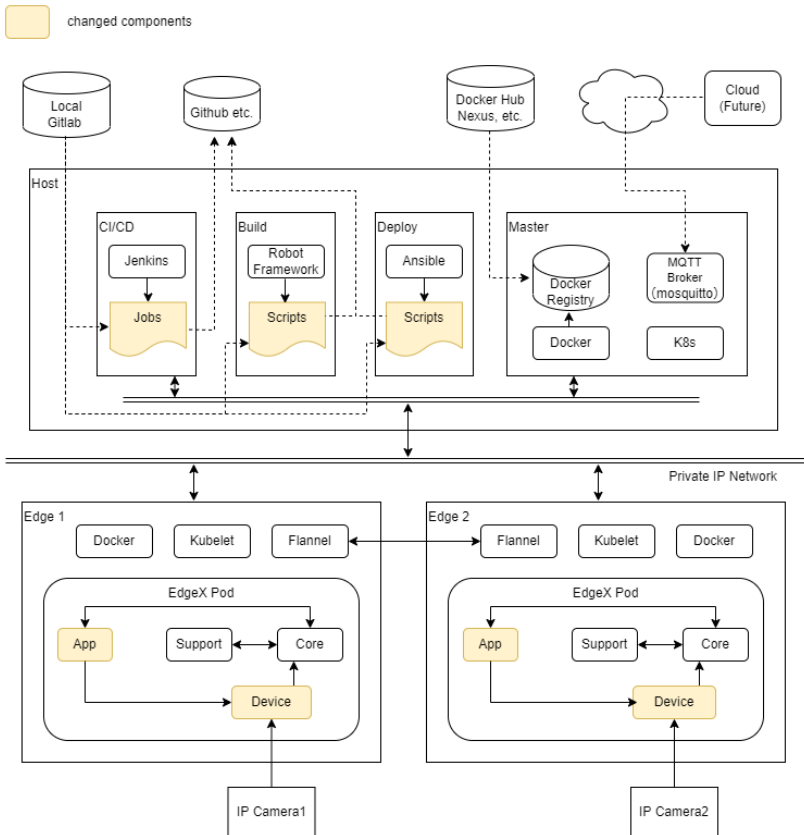 changed components
Local
Gitlab
Github etc.
Docker Hub
Nexus, etc.
Cloud
(Future)
Host
CI/CD
Jenkins
Jobs
Build
Robot
Framework
Scripts
Deploy
Ansible
Scripts
Master
Docker
Registry
Docker
MQTT
Broker
(mosquitto)
K8s
Private IP Network
Edge 1
Docker
Kubelet
Flannel
EdgeX Pod
App
Support
Core
Device
IP Camera1
Edge 2
Flannel
Kubelet
Docker
EdgeX Pod
App
Support
Core
Device
IP Camera2